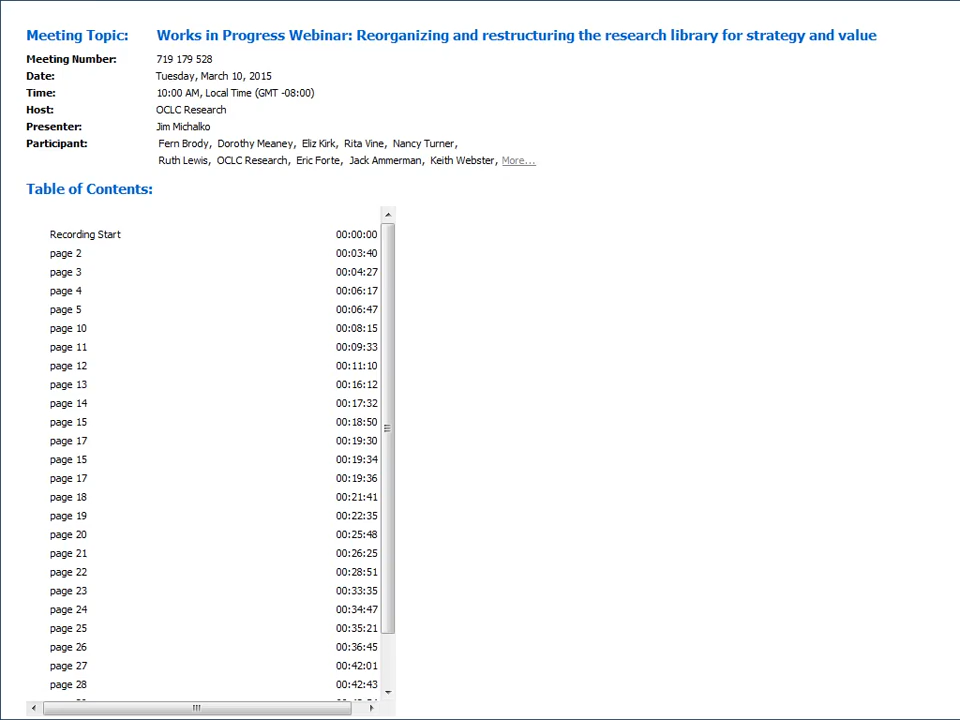 Meeting Topic: Works in Progress Webinar: Reorganizing and restructuring the research library for strategy and value
Meeting Number: 719 179 528
Date: Tuesday, March 10, 2015
Time: 10:00 AM, Local Time (GMT -08:00)
Host: OCLC Research
Presenter: Jim Michalko
Participant: Fern Brody, Dorothy Meaney, Eliz Kirk, Rita Vine, Nancy Turner,
Ruth Lewis, OCLC Research, Eric Forte, Jack Ammerman, Keith Webster, More...
Table of Contents:
Recording Start 00:00:00
page 2 00:03:40
page 3 00:04:27
page 4 00:06:17
page 5 00:06:47
page 10 00:08:15
page 11 00:09:33
page 12 00:11:10
page 13 00:16:12
page 14 00:17:32
page 15 00:18:50
page 17 00:19:30
page 15 00:19:34
page 17 00:19:36
page 18 00:21:41
page 19 00:22:35
page 20 00:25:48
page 21 00:26:25
page 22 00:28:51
page 23 00:33:35
page 24 00:34:47
page 25 00:35:21
page 26 00:36:45
page 27 00:42:01
page 28 00:42:43